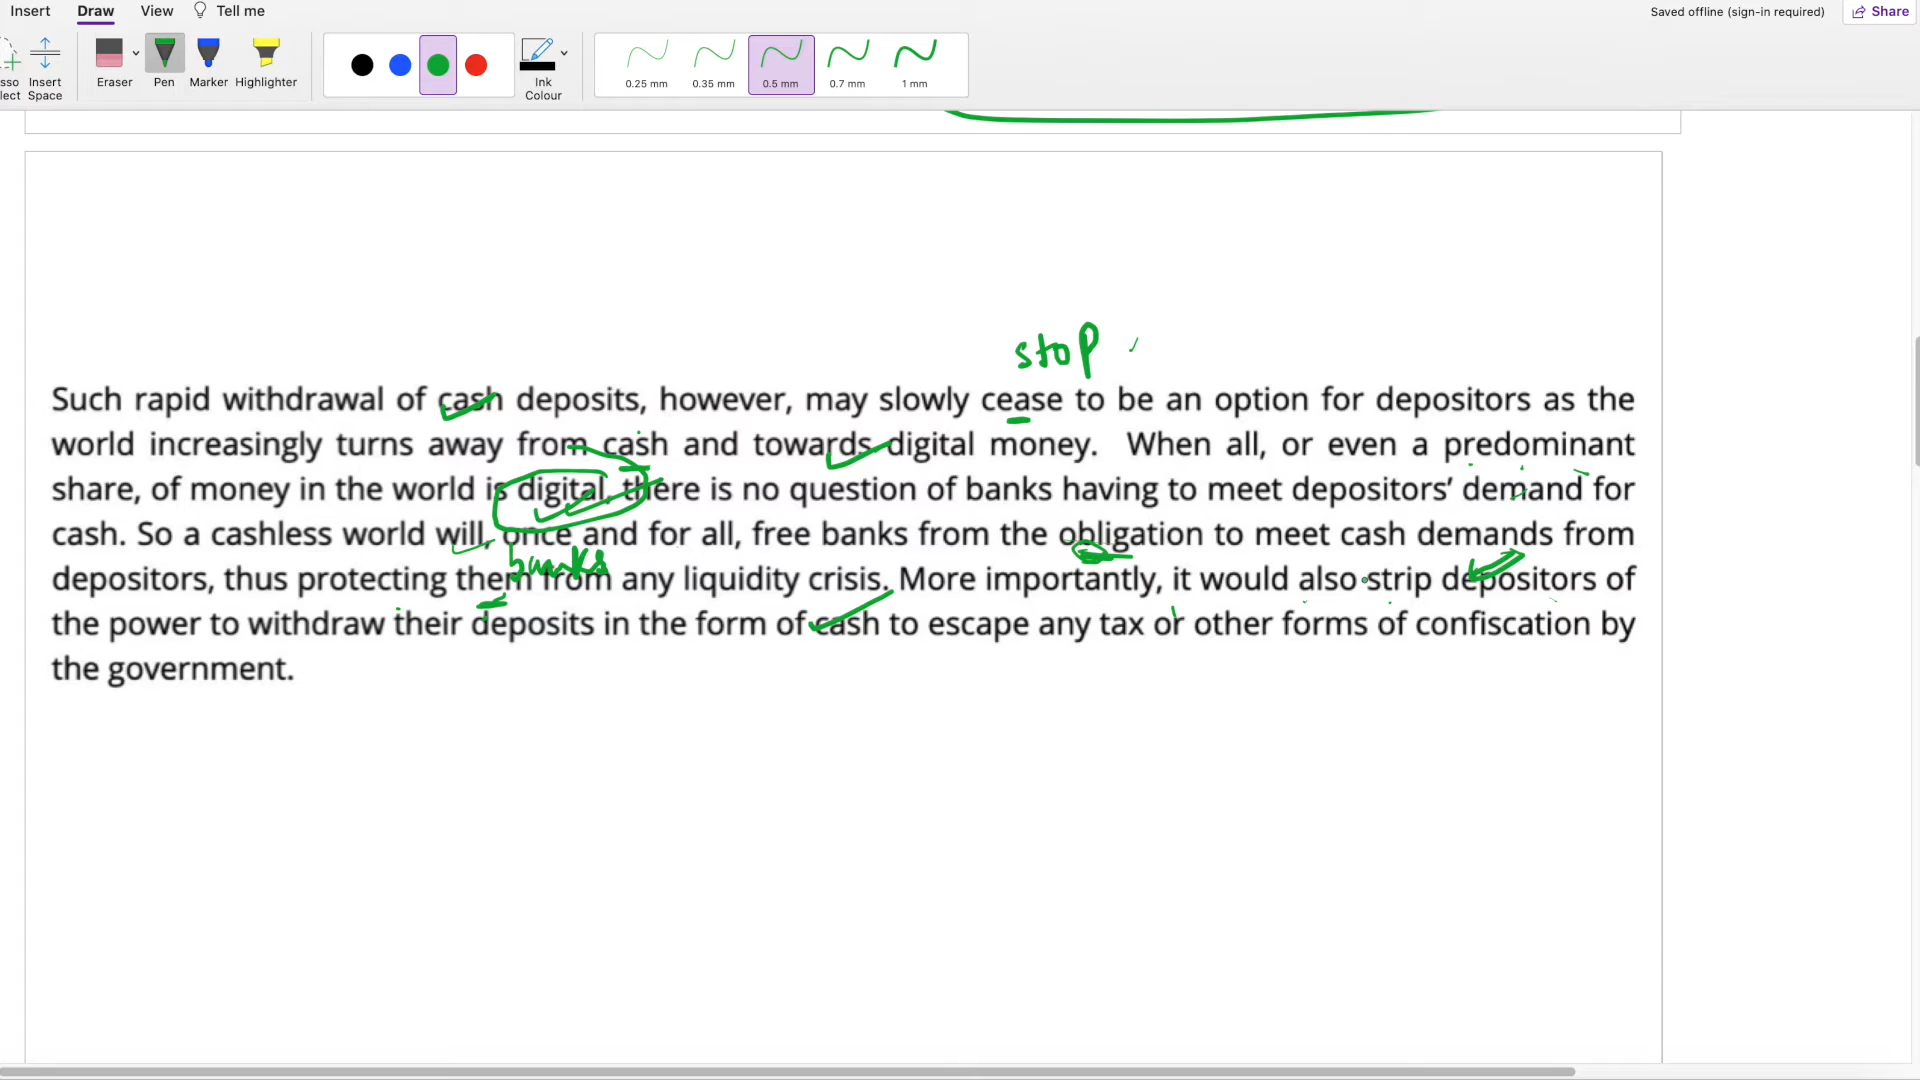 Insert Draw View Tell me
Saved offline (sign-in required) Share
sso Insert Eraser Pen Marker Highlighter Ink 0.25 mm 0.35 mm 0.5 mm 0.7 mm 1 mm
lect Space Colour
stop
Such rapid withdrawal of cash deposits, however, may slowly cease to be an option for depositors as the
world increasingly turns away from cash and towards digital money. When all, or even a predominant
share, of money in the world is digital, there is no question of banks having to meet depositors' demand for
cash. So a cashless world will, once and for all, free banks from the obligation to meet cash demands from
banks
depositors, thus protecting them from any liquidity crisis. More importantly, it would also strip depositors of
the power to withdraw their deposits in the form of cash to escape any tax or other forms of confiscation by
the government.